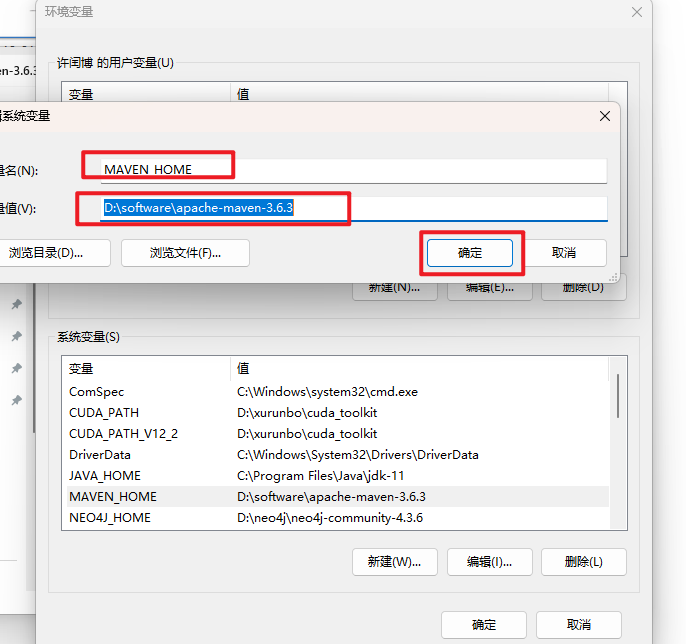 环境变量
en-3.6.3
许闰博 的用户变量(U)
变量 值
系统变量
量名(N): MAVEN_HOME
量值(V): D:\software\apache-maven-3.6.3
浏览目录(D)... 浏览文件(F)... 确定 取消
新建(N)... 编辑(E)... 删除(D)
系统变量(S)
变量 值
ComSpec C:\Windows\system32\cmd.exe
CUDA_PATH D:\xurunbo\cuda_toolkit
CUDA_PATH_V12_2 D:\xurunbo\cuda_toolkit
DriverData C:\Windows\System32\Drivers\DriverData
JAVA_HOME C:\Program Files\Java\jdk-11
MAVEN_HOME D:\software\apache-maven-3.6.3
NEO4J_HOME D:\neo4j\neo4j-community-4.3.6
新建(W)... 编辑(I)... 删除(L)
确定 取消